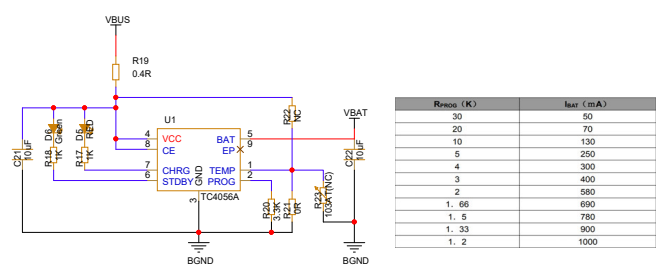 VBUS
R19
0.4R
U1
R22
NC
VBAT
D6
Green
D5
RED
C21
10μF
R18
1K
R17
1K
4
VCC
8
CE
7
CHRG
6
STDBY
GND
3
BAT
5
EP
9
TEMP
1
PROG
2
TC4056A
R20
3.3K
R21
0R
R23
103AT(NC)
C22
10μF
BGND
BGND
RPROG (K) IBAT (mA)
30 50
20 70
10 130
5 250
4 300
3 400
2 580
1. 66 690
1. 5 780
1. 33 900
1. 2 1000